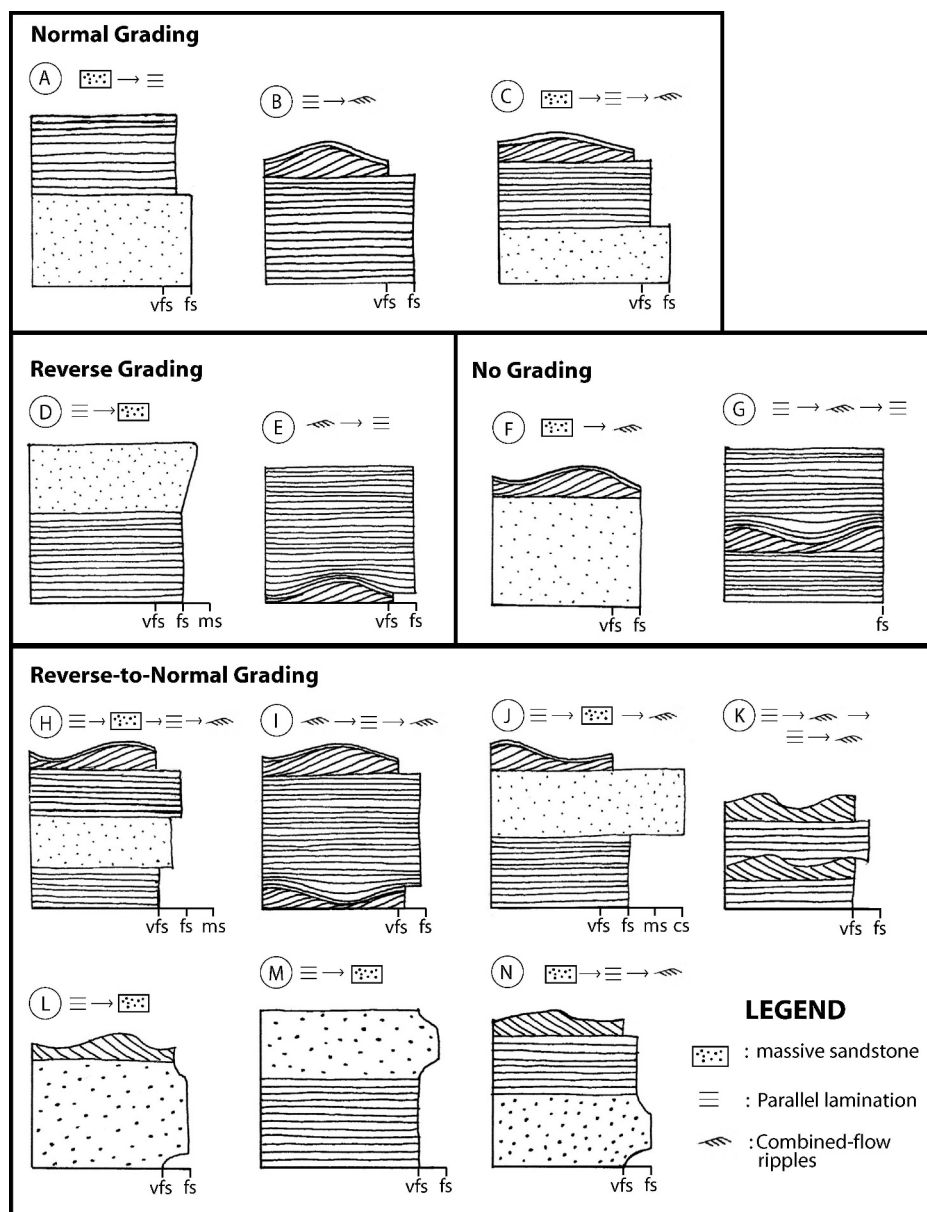 Normal Grading
A
B
C
vfs fs
vfs fs
vfs fs
Reverse Grading
D
E
vfs fs ms
vfs fs
No Grading
F
G
vfs fs
fs
Reverse-to-Normal Grading
H
I
J
K
vfs fs ms
vfs fs
vfs fs ms cs
vfs fs
L
M
N
vfs fs
vfs fs
vfs fs
LEGEND
: massive sandstone
: Parallel lamination
:Combined-flow
ripples